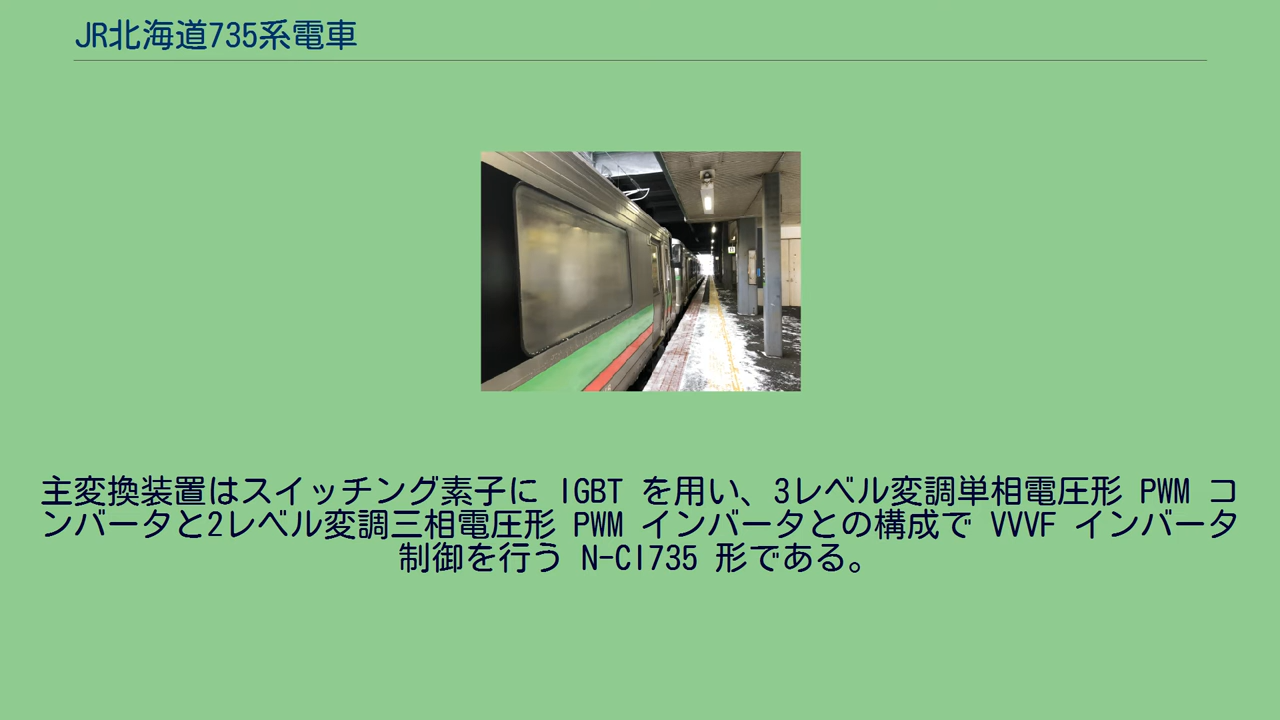 JR北海道735系電車
主変換装置はスイッチング素子に IGBT を用い、3レベル変調単相電圧形 PWM コ
ンバータと2レベル変調三相電圧形 PWM インバータとの構成で VVVF インバータ
制御を行う N-CI735 形である。